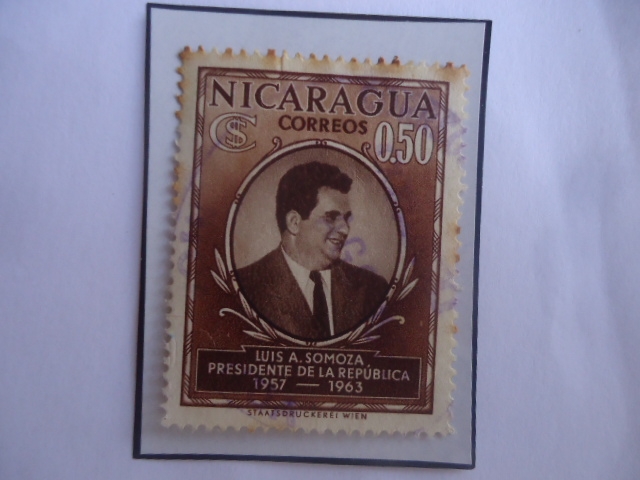 NICARAGUA
CORREOS
C$ 0.50
LUIS A. SOMOZA
PRESIDENTE DE LA REPÚBLICA
1957 — 1963
STAATSDRUCKEREI WIEN